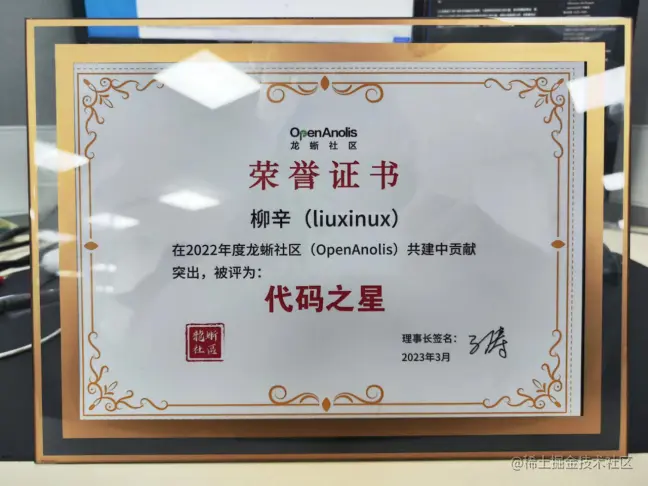 OpenAnolis
龙蜥社区
荣誉证书
柳辛（liuxinux）
在2022年度龙蜥社区（OpenAnolis）共建中贡献
突出，被评为：
代码之星
理事长签名：
2023年3月
@稀土掘金技术社区